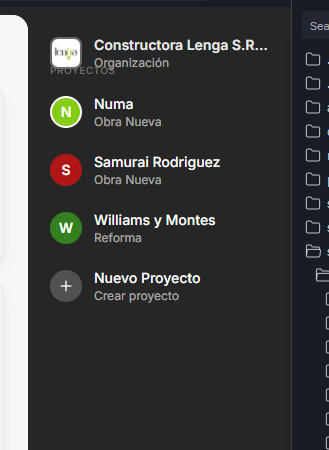 Constructora Lenga S.R...
Organización
PROYECTOS
N
Numa
Obra Nueva
S
Samurai Rodriguez
Obra Nueva
W
Williams y Montes
Reforma
+
Nuevo Proyecto
Crear proyecto
Sea